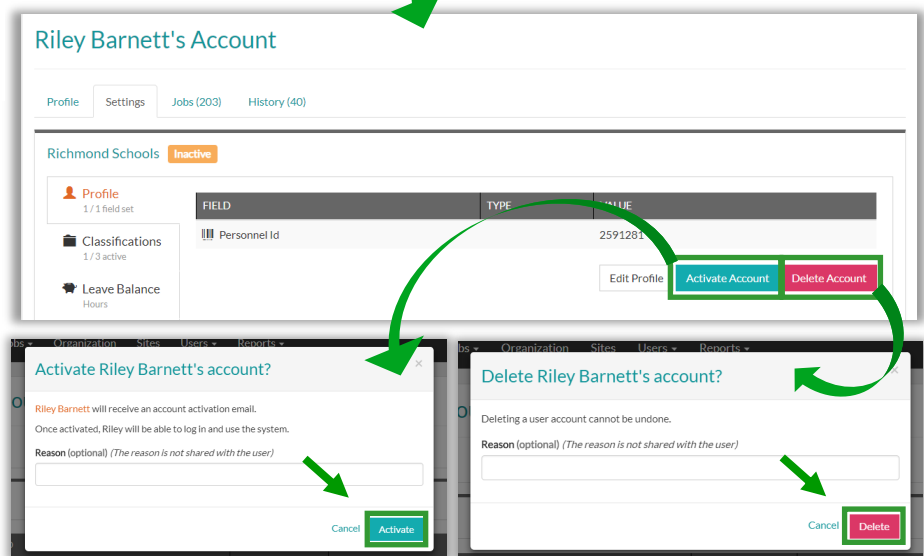 Riley Barnett's Account
Profile Settings Jobs (203) History (40)
Richmond Schools Inactive
Profile
1 / 1 field set
Classifications
1 / 3 active
Leave Balance
Hours
FIELD TYPE VALUE
Personnel Id 2591281
Edit Profile Activate Account Delete Account
Organization Sites Users Reports
Activate Riley Barnett's account? ×
Riley Barnett will receive an account activation email.
Once activated, Riley will be able to log in and use the system.
Reason (optional) (The reason is not shared with the user)
Cancel Activate
Organization Sites Users Reports
Delete Riley Barnett's account? ×
Deleting a user account cannot be undone.
Reason (optional) (The reason is not shared with the user)
Cancel Delete